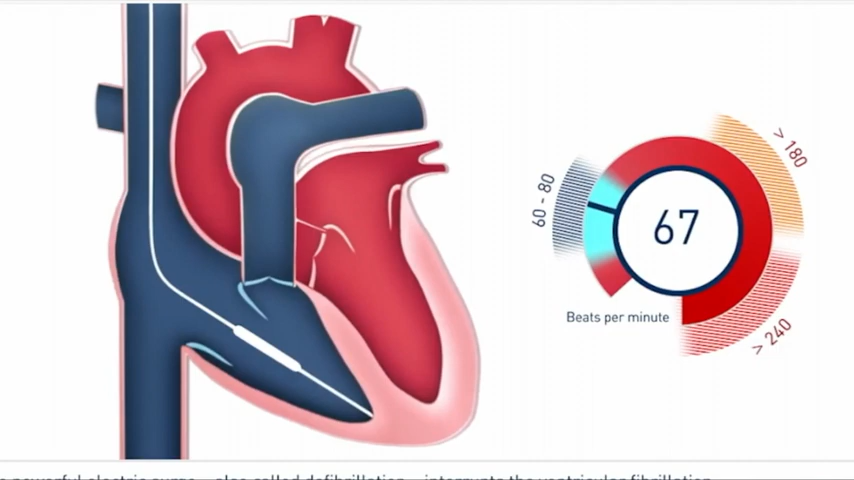 60 - 80
> 180
67
Beats per minute
> 240
powerful electric surge – also called defibrillation – interrupts the ventricular fibrillation